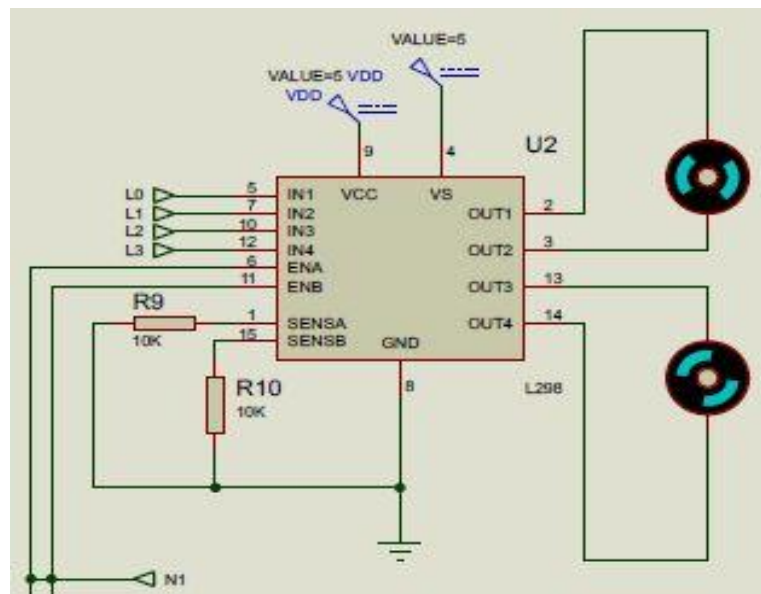 VALUE=5
VALUE=5 VDD
VDD
U2
9
4
L0
L1
L2
L3
5
7
10
12
6
11
1
15
IN1
IN2
IN3
IN4
ENA
ENB
SENSA
SENSB
VCC
VS
GND
OUT1
OUT2
OUT3
OUT4
2
3
13
14
8
L298
R9
10K
R10
10K
N1